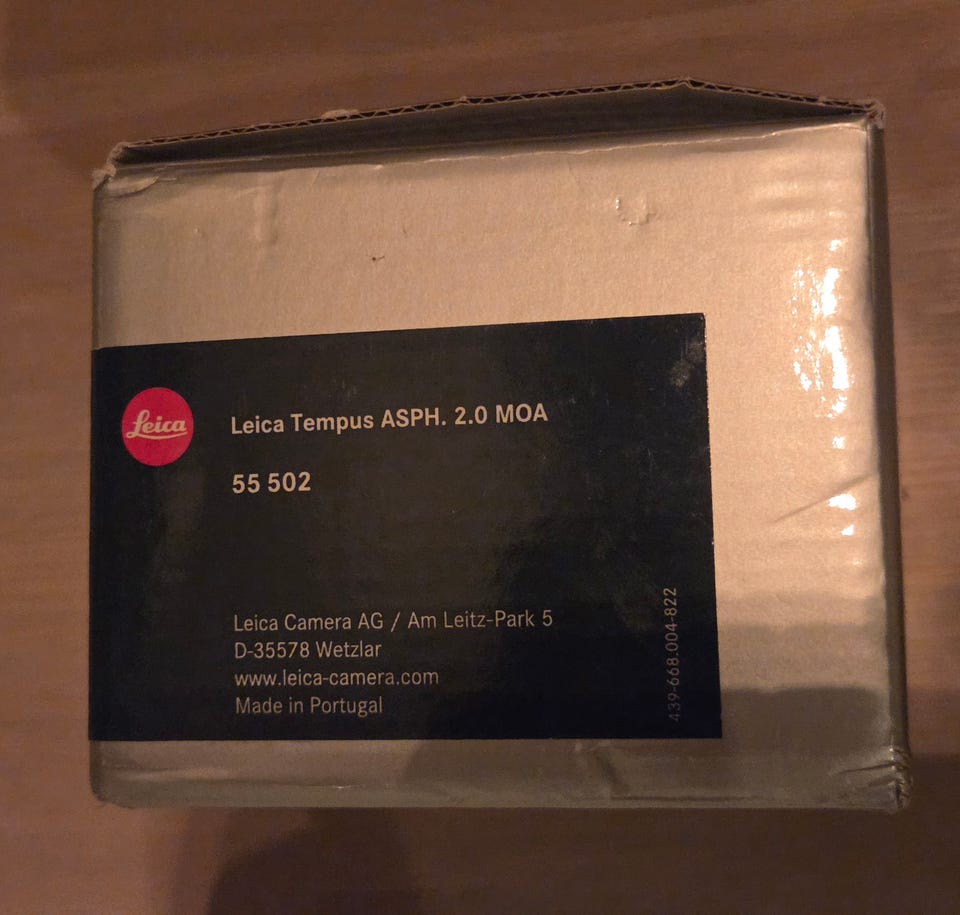 Leica
Leica Tempus ASPH. 2.0 MOA
55 502
Leica Camera AG / Am Leitz-Park 5
D-35578 Wetzlar
www.leica-camera.com
Made in Portugal
439-668.004-822